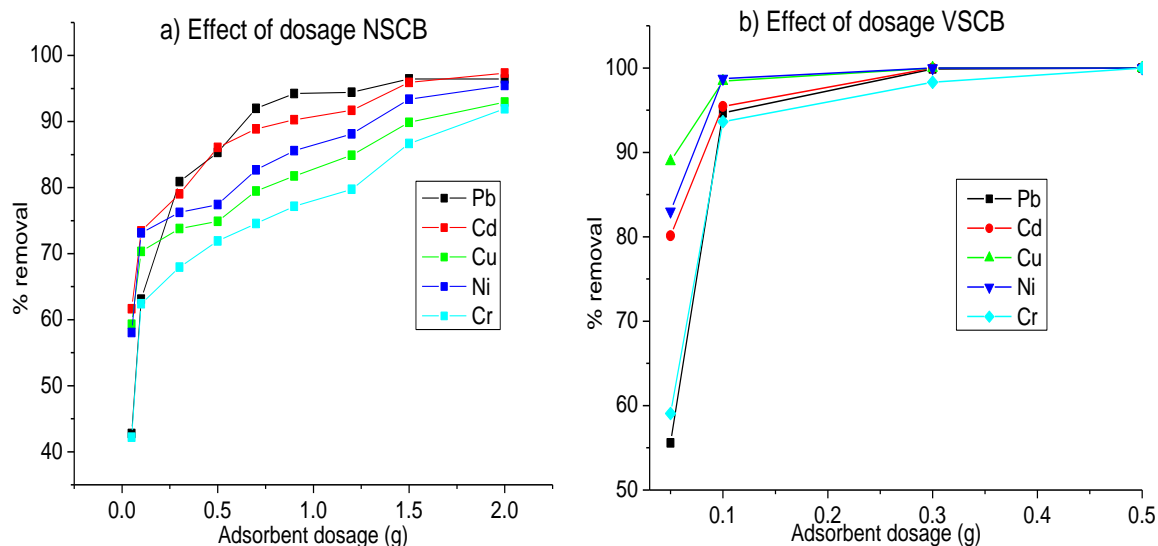 a) Effect of dosage NSCB
% removal
100
90
80
70
60
50
40
Pb
Cd
Cu
Ni
Cr
0.0 0.5 1.0 1.5 2.0
Adsorbent dosage (g)
b) Effect of dosage VSCB
% removal
100
90
80
70
60
50
Pb
Cd
Cu
Ni
Cr
0.1 0.2 0.3 0.4 0.5
Adsorbent dosage (g)